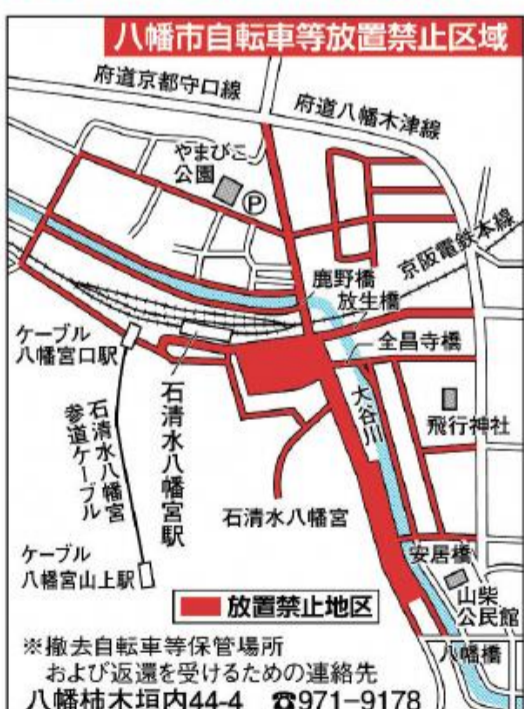 八幡市自転車等放置禁止区域
府道京都守口線
府道八幡木津線
やまびこ
公園
P
京阪電鉄本線
鹿野橋
放生橋
ケーブル
八幡宮口駅
全昌寺橋
大谷川
石清水八幡宮
参道ケーブル
石清水八幡宮駅
飛行神社
石清水八幡宮
ケーブル
八幡宮山上駅
安居橋
山柴
公民館
放置禁止地区
八幡橋
※撤去自転車等保管場所
および返還を受けるための連絡先
八幡柿木垣内44-4 ☎971-9178